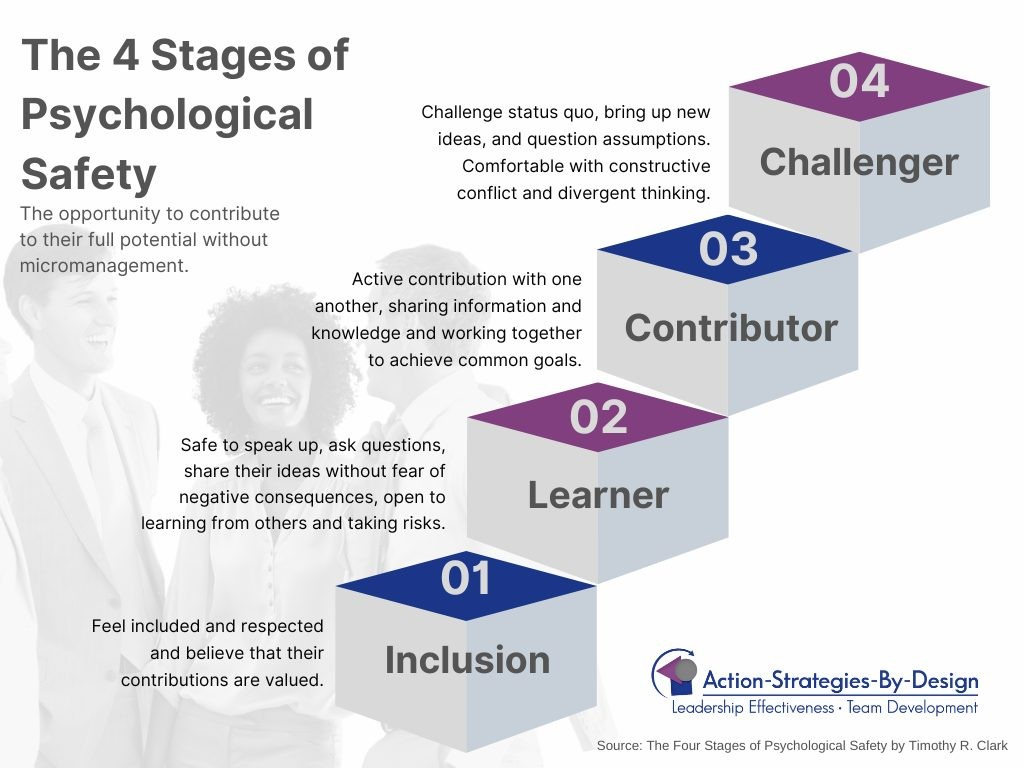 The 4 Stages of
Psychological
Safety
The opportunity to contribute
to their full potential without
micromanagement.
04
Challenger
Challenge status quo, bring up new
ideas, and question assumptions.
Comfortable with constructive
conflict and divergent thinking.
03
Contributor
Active contribution with one
another, sharing information and
knowledge and working together
to achieve common goals.
02
Learner
Safe to speak up, ask questions,
share their ideas without fear of
negative consequences, open to
learning from others and taking risks.
01
Inclusion
Feel included and respected
and believe that their
contributions are valued.
Action-Strategies-By-Design
Leadership Effectiveness • Team Development
Source: The Four Stages of Psychological Safety by Timothy R. Clark